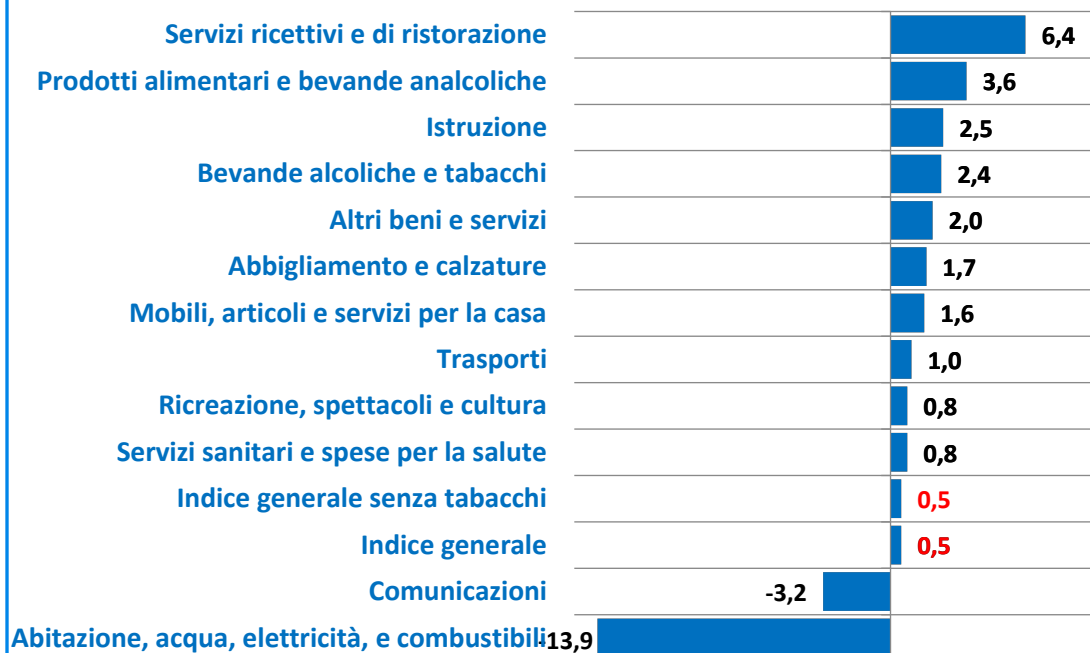 Servizi ricettivi e di ristorazione 6,4
Prodotti alimentari e bevande analcoliche 3,6
Istruzione 2,5
Bevande alcoliche e tabacchi 2,4
Altri beni e servizi 2,0
Abbigliamento e calzature 1,7
Mobili, articoli e servizi per la casa 1,6
Trasporti 1,0
Ricreazione, spettacoli e cultura 0,8
Servizi sanitari e spese per la salute 0,8
Indice generale senza tabacchi 0,5
Indice generale 0,5
Comunicazioni -3,2
Abitazione, acqua, elettricità, e combustibili -13,9